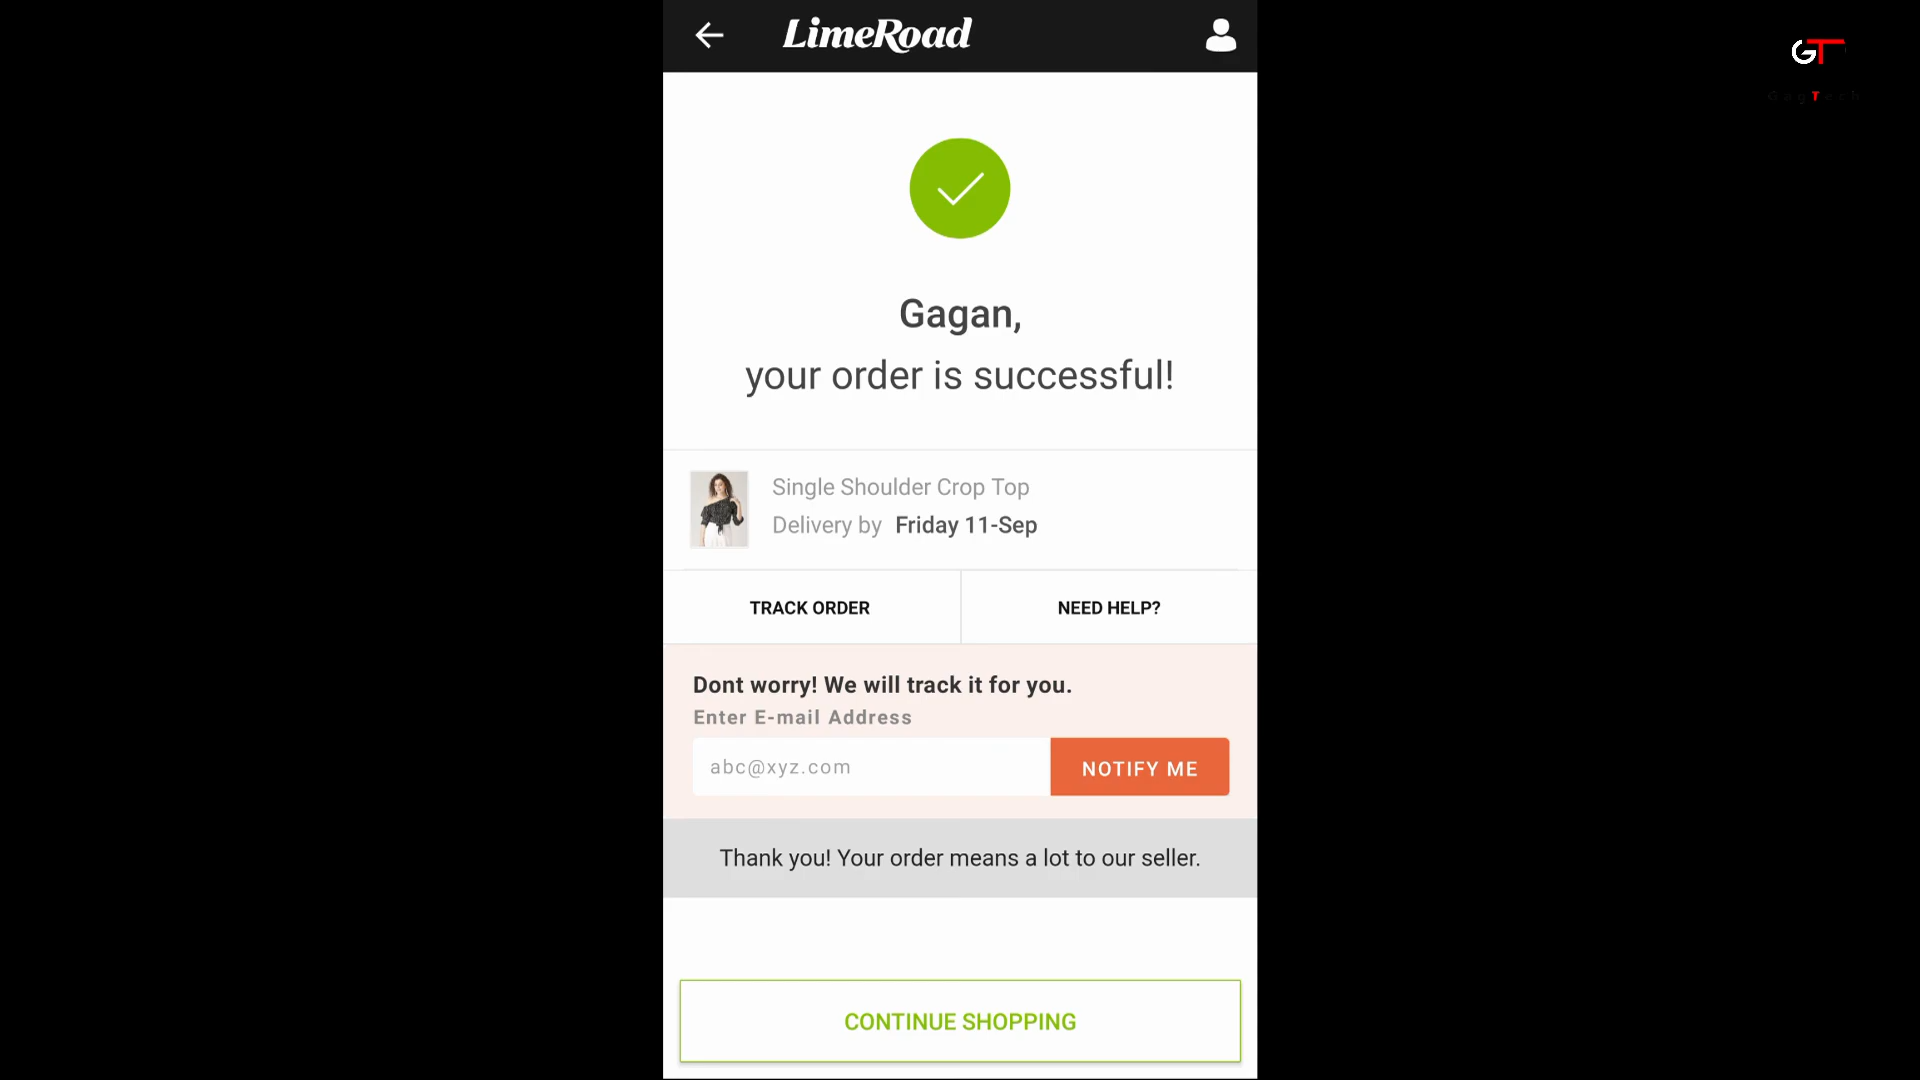 LimeRoad
GT
GagTech
Gagan,
your order is successful!
Single Shoulder Crop Top
Delivery by Friday 11-Sep
TRACK ORDER
NEED HELP?
Dont worry! We will track it for you.
Enter E-mail Address
abc@xyz.com
NOTIFY ME
Thank you! Your order means a lot to our seller.
CONTINUE SHOPPING